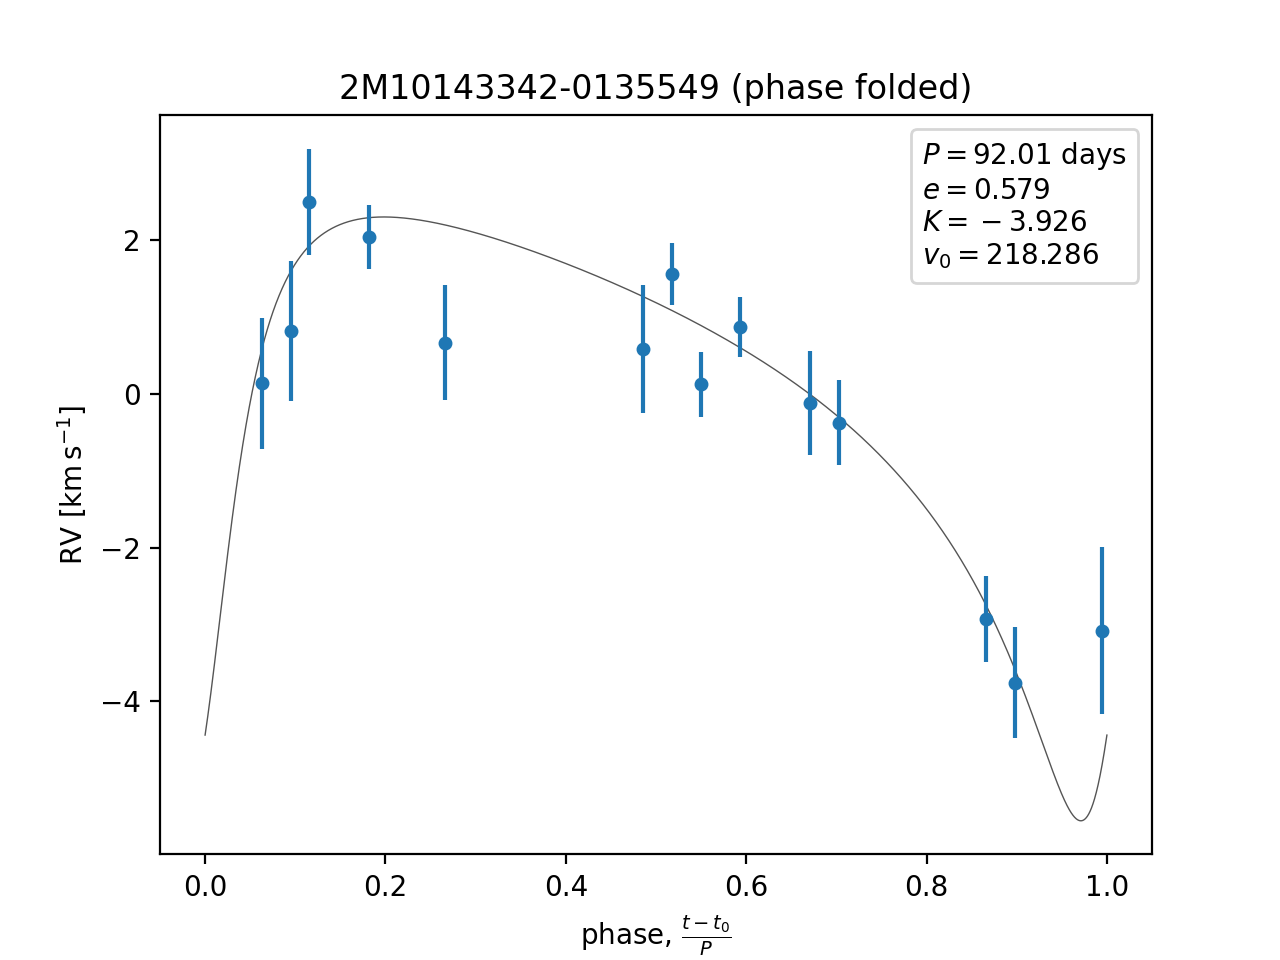 2M10143342-0135549 (phase folded)
P = 92.01 days
e = 0.579
K = −3.926
v₀ = 218.286
RV [km s⁻¹]
2
0
−2
−4
0.0 0.2 0.4 0.6 0.8 1.0
phase, (t − t₀)/P